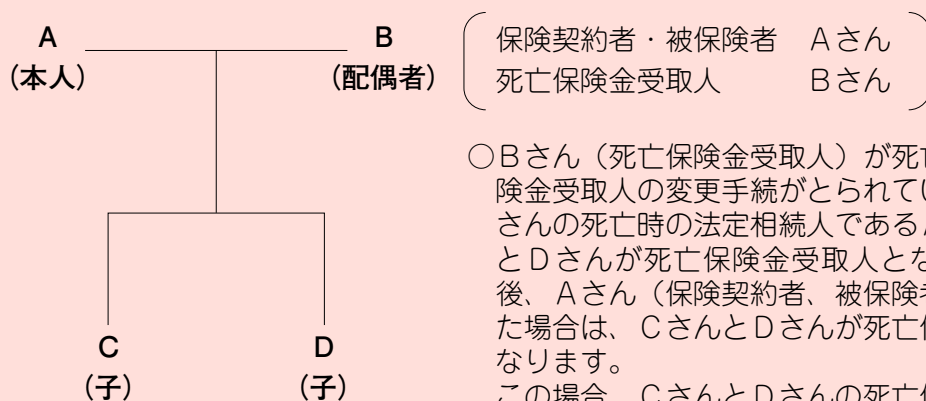 A
(本人)
B
(配偶者)
保険契約者・被保険者 Aさん
死亡保険金受取人 Bさん
○Bさん（死亡保険金受取人）が死
険金受取人の変更手続がとられてい
さんの死亡時の法定相続人である
とDさんが死亡保険金受取人とな
後、Aさん（保険契約者、被保険
た場合は、CさんとDさんが死亡
なります。
この場合、CさんとDさんの死亡
C
(子)
D
(子)